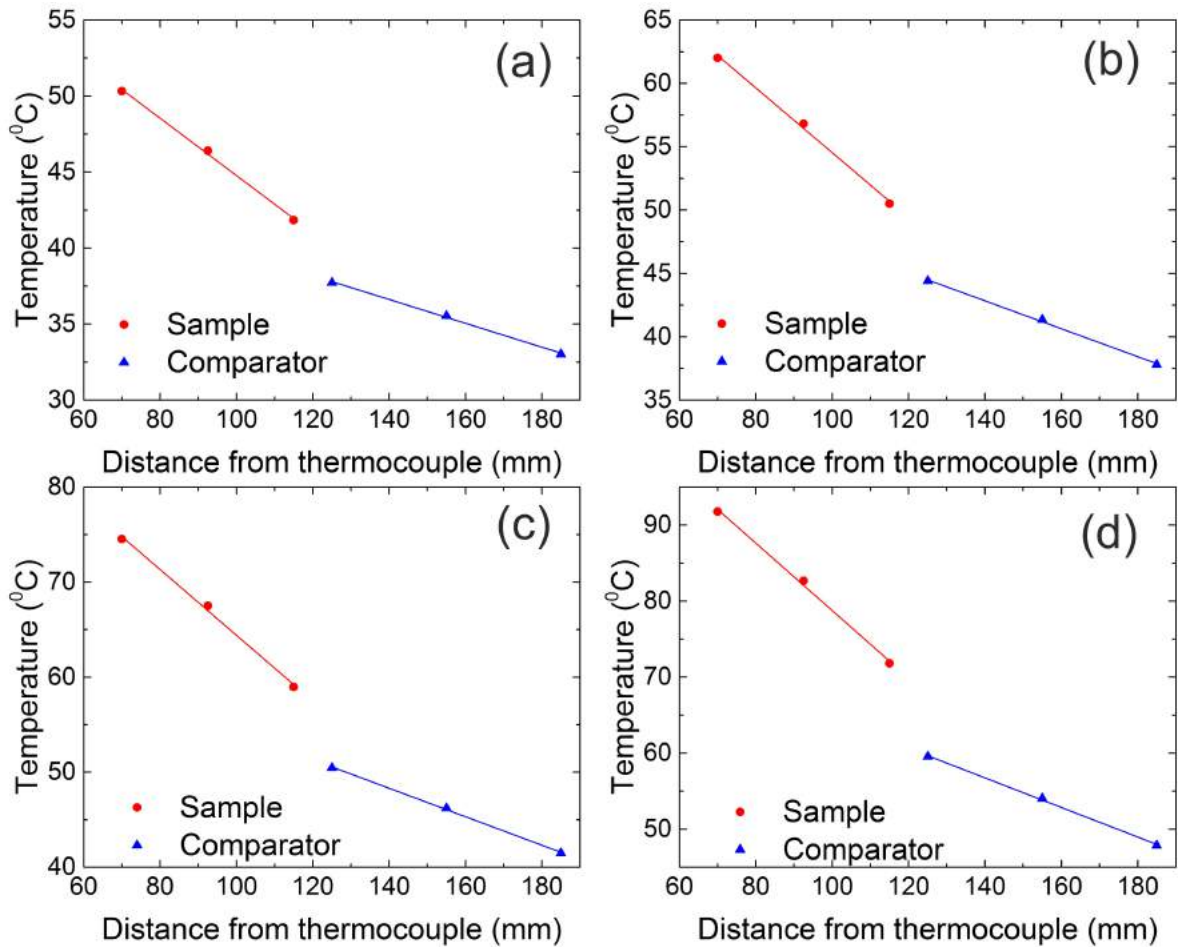 (a)
Temperature (⁰C)
55
50
45
40
35
30
Sample
Comparator
60 80 100 120 140 160 180
Distance from thermocouple (mm)
(b)
Temperature (⁰C)
65
60
55
50
45
40
35
Sample
Comparator
60 80 100 120 140 160 180
Distance from thermocouple (mm)
(c)
Temperature (⁰C)
80
70
60
50
40
Sample
Comparator
60 80 100 120 140 160 180
Distance from thermocouple (mm)
(d)
Temperature (⁰C)
90
80
70
60
50
Sample
Comparator
60 80 100 120 140 160 180
Distance from thermocouple (mm)